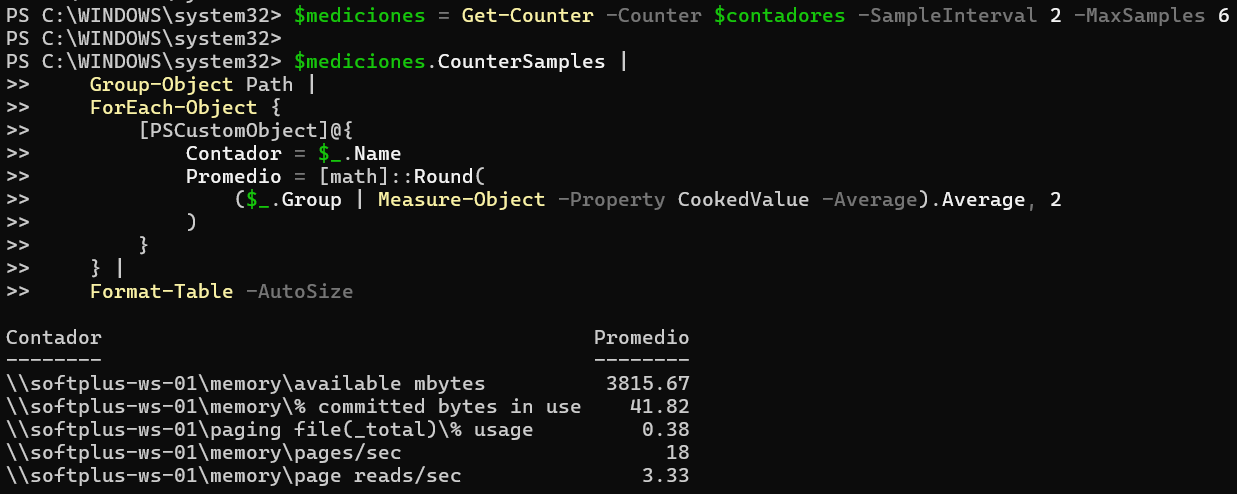 PS C:\WINDOWS\system32> $mediciones = Get-Counter -Counter $contadores -SampleInterval 2 -MaxSamples 6
PS C:\WINDOWS\system32>
PS C:\WINDOWS\system32> $mediciones.CounterSamples |
>>     Group-Object Path |
>>     ForEach-Object {
>>         [PSCustomObject]@{
>>             Contador = $_.Name
>>             Promedio = [math]::Round(
>>                 ($_.Group | Measure-Object -Property CookedValue -Average).Average, 2
>>             )
>>         }
>>     } |
>>     Format-Table -AutoSize

Contador                                         Promedio
--------                                         --------
\\softplus-ws-01\memory\available mbytes          3815.67
\\softplus-ws-01\memory\% committed bytes in use    41.82
\\softplus-ws-01\paging file(_total)\% usage         0.38
\\softplus-ws-01\memory\pages/sec                      18
\\softplus-ws-01\memory\page reads/sec               3.33